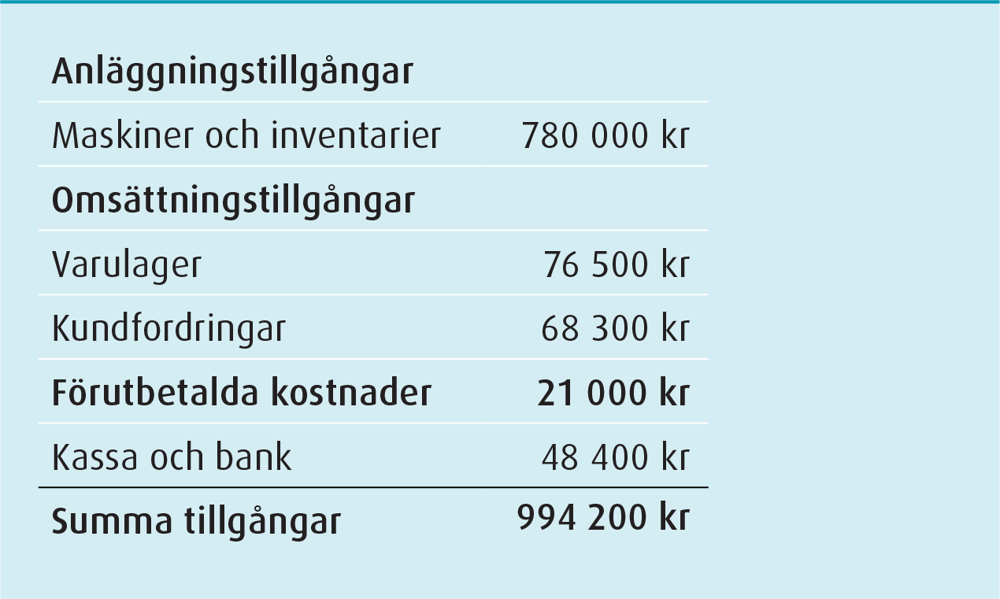 Anläggningstillgångar
Maskiner och inventarier 780 000 kr
Omsättningstillgångar
Varulager 76 500 kr
Kundfordringar 68 300 kr
Förutbetalda kostnader 21 000 kr
Kassa och bank 48 400 kr
Summa tillgångar 994 200 kr